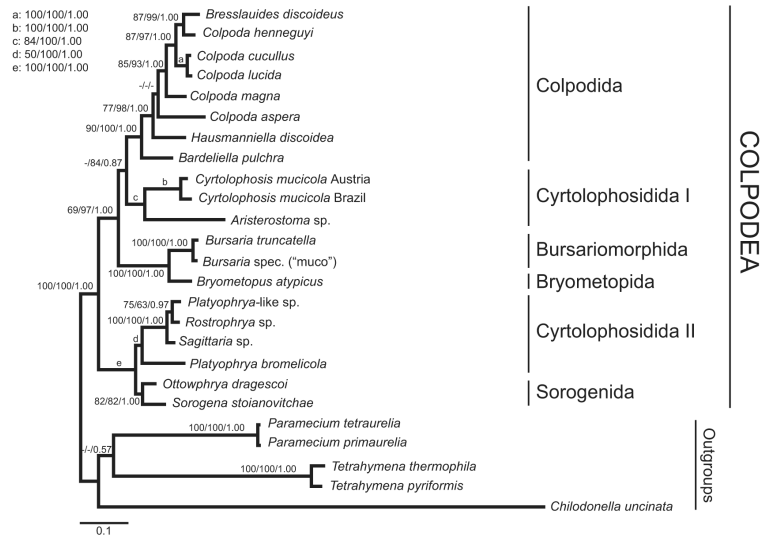 a: 100/100/1.00
b: 100/100/1.00
c: 84/100/1.00
d: 50/100/1.00
e: 100/100/1.00
87/99/1.00
Bresslauides discoideus
87/97/1.00
Colpoda henneguyi
85/93/1.00
a
Colpoda cucullus
Colpoda lucida
-/-/-
Colpoda magna
77/98/1.00
Colpoda aspera
90/100/1.00
Hausmanniella discoidea
-/84/0.87
Bardeliella pulchra
Colpodida
b
Cyrtolophosis mucicola Austria
c
Cyrtolophosis mucicola Brazil
Aristerostoma sp.
Cyrtolophosidida I
69/97/1.00
100/100/1.00
Bursaria truncatella
Bursaria spec. ("muco")
Bursariomorphida
100/100/1.00
Bryometopus atypicus
Bryometopida
100/100/1.00
75/63/0.97
Platyophrya-like sp.
100/100/1.00
Rostrophrya sp.
d
Sagittaria sp.
e
Platyophrya bromelicola
Cyrtolophosidida II
Ottowphrya dragescoi
82/82/1.00
Sorogena stoianovitchae
Sorogenida
COLPODEA
100/100/1.00
Paramecium tetraurelia
Paramecium primaurelia
-/-/0.57
100/100/1.00
Tetrahymena thermophila
Tetrahymena pyriformis
Chilodonella uncinata
Outgroups
0.1